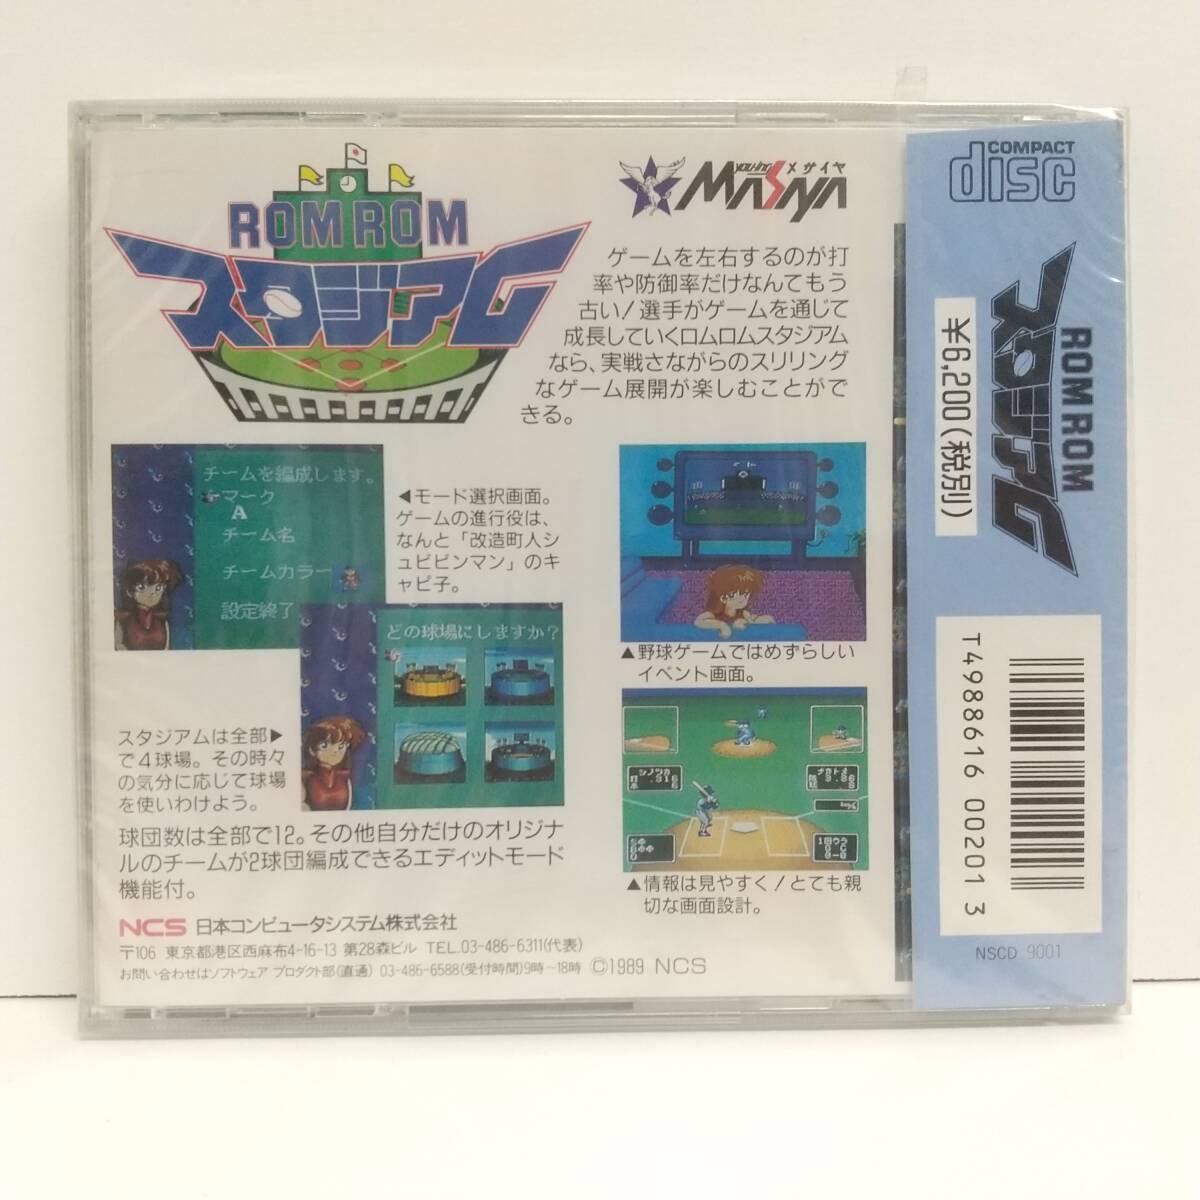 ROM ROM
スタジアム
young メサイヤ
MASAYA
ゲームを左右するのが打
率や防御率だけなんてもう
古い!選手がゲームを通じて
成長していくロムロムスタジアム
なら、実戦さながらのスリリング
なゲーム展開が楽しむことがで
きる。
チームを編成します。
マーク
A
チーム名
チームカラー
設定終了
◀モード選択画面。
ゲームの進行役は、
なんと「改造町人シ
ュビビンマン」のキ
ャピ子。
どの球場にしますか?
スタジアムは全部▶
で4球場。その時々
の気分に応じて球場
を使いわけよう。
▲野球ゲームではめずらしい
イベント画面。
シノツカ
打 .316
ナカトメ
▲情報は見やすく!とても親
切な画面設計。
球団数は全部で12。その他自分だけのオリジナ
ルのチームが2球団編成できるエディットモード
機能付。
NCS 日本コンピュータシステム株式会社
〒106 東京都港区西麻布4-16-13 第28森ビル TEL.03-486-6311(代表)
お問い合わせはソフトウェア プロダクト部(直通) 03-486-6588(受付時間)9時〜18時 ©1989 NCS
COMPACT
disc
ROM ROM
スタジアム
¥6,200(税別)
T4988616 00201 3
NSCD 9001